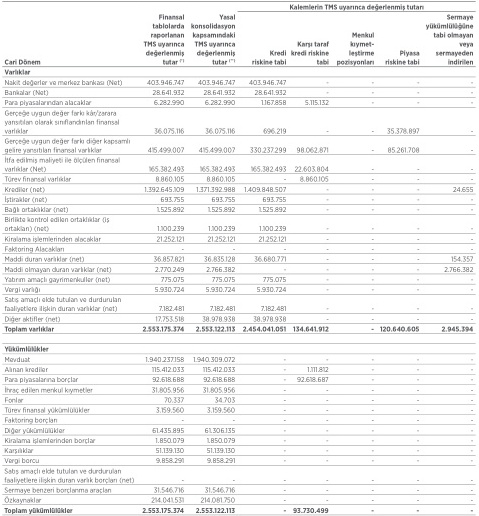 Kalemlerin TMS uyarınca değerlenmiş tutarı
Cari Dönem | Finansal tablolarda raporlanan TMS uyarınca değerlenmiş tutar (*) | Yasal konsolidasyon kapsamındaki TMS uyarınca değerlenmiş tutar (**) | Kredi riskine tabi | Karşı taraf kredi riskine tabi | Menkul kıymet-leştirme pozisyonları | Piyasa riskine tabi | Sermaye yükümlülüğüne tabi olmayan veya sermayeden indirilen
Varlıklar
Nakit değerler ve merkez bankası (Net) 403.946.747 403.946.747 403.946.747 - - - -
Bankalar (Net) 28.641.932 28.641.932 28.641.932 - - - -
Para piyasalarından alacaklar 6.282.990 6.282.990 1.167.858 5.115.132 - - -
Gerçeğe uygun değer farkı kâr/zarara
yansıtılan olarak sınıflandırılan finansal
varlıklar 36.075.116 36.075.116 696.219 - - 35.378.897 -
Gerçeğe uygun değer farkı diğer kapsamlı
gelire yansıtılan finansal varlıklar 415.499.007 415.499.007 330.237.299 98.062.871 - 85.261.708 -
İtfa edilmiş maliyeti ile ölçülen finansal
varlıklar (Net) 165.382.493 165.382.493 165.382.493 22.603.804 - - -
Türev finansal varlıklar 8.860.105 8.860.105 - 8.860.105 - - -
Krediler (net) 1.392.645.109 1.371.392.988 1.409.848.507 - - - 24.655
İştirakler (net) 693.755 693.755 693.755 - - - -
Bağlı ortaklıklar (net) 1.525.892 1.525.892 1.525.892 - - - -
Birlikte kontrol edilen ortaklıklar (iş
ortakları) (net) 1.100.239 1.100.239 1.100.239 - - - -
Kiralama işlemlerinden alacaklar 21.252.121 21.252.121 21.252.121 - - - -
Faktoring Alacakları - - - - - - -
Maddi duran varlıklar (net) 36.857.821 36.835.128 36.680.771 - - - 154.357
Maddi olmayan duran varlıklar (net) 2.770.249 2.766.382 - - - - 2.766.382
Yatırım amaçlı gayrimenkuller (net) 775.075 775.075 775.075 - - - -
Vergi varlığı 5.930.724 5.930.724 5.930.724 - - - -
Satış amaçlı elde tutulan ve durdurulan
faaliyetlere ilişkin duran varlıklar (net) 7.182.481 7.182.481 7.182.481 - - - -
Diğer aktifler (net) 17.753.518 38.978.938 38.978.938 - - - -
Toplam varlıklar 2.553.175.374 2.553.122.113 2.454.041.051 134.641.912 - 120.640.605 2.945.394
Yükümlülükler
Mevduat 1.940.237.158 1.940.309.072 - - - - -
Alınan krediler 115.412.033 115.412.033 - 1.111.812 - - -
Para piyasalarına borçlar 92.618.688 92.618.688 - 92.618.687 - - -
İhraç edilen menkul kıymetler 31.805.956 31.805.956 - - - - -
Fonlar 70.337 34.703 - - - - -
Türev finansal yükümlülükler 3.159.560 3.159.560 - - - - -
Faktoring borçları - - - - - - -
Diğer yükümlülükler 61.435.895 61.306.135 - - - - -
Kiralama işlemlerinden borçlar 1.850.079 1.850.079 - - - - -
Karşılıklar 51.139.130 51.139.130 - - - - -
Vergi borcu 9.858.291 9.858.291 - - - - -
Satış amaçlı elde tutulan ve durdurulan
faaliyetlere ilişkin duran varlık borçları (net) - - - - - - -
Sermaye benzeri borçlanma araçları 31.546.716 31.546.716 - - - - -
Özkaynaklar 214.041.531 214.081.750 - - - - -
Toplam yükümlülükler 2.553.175.374 2.553.122.113 - 93.730.499 - - -